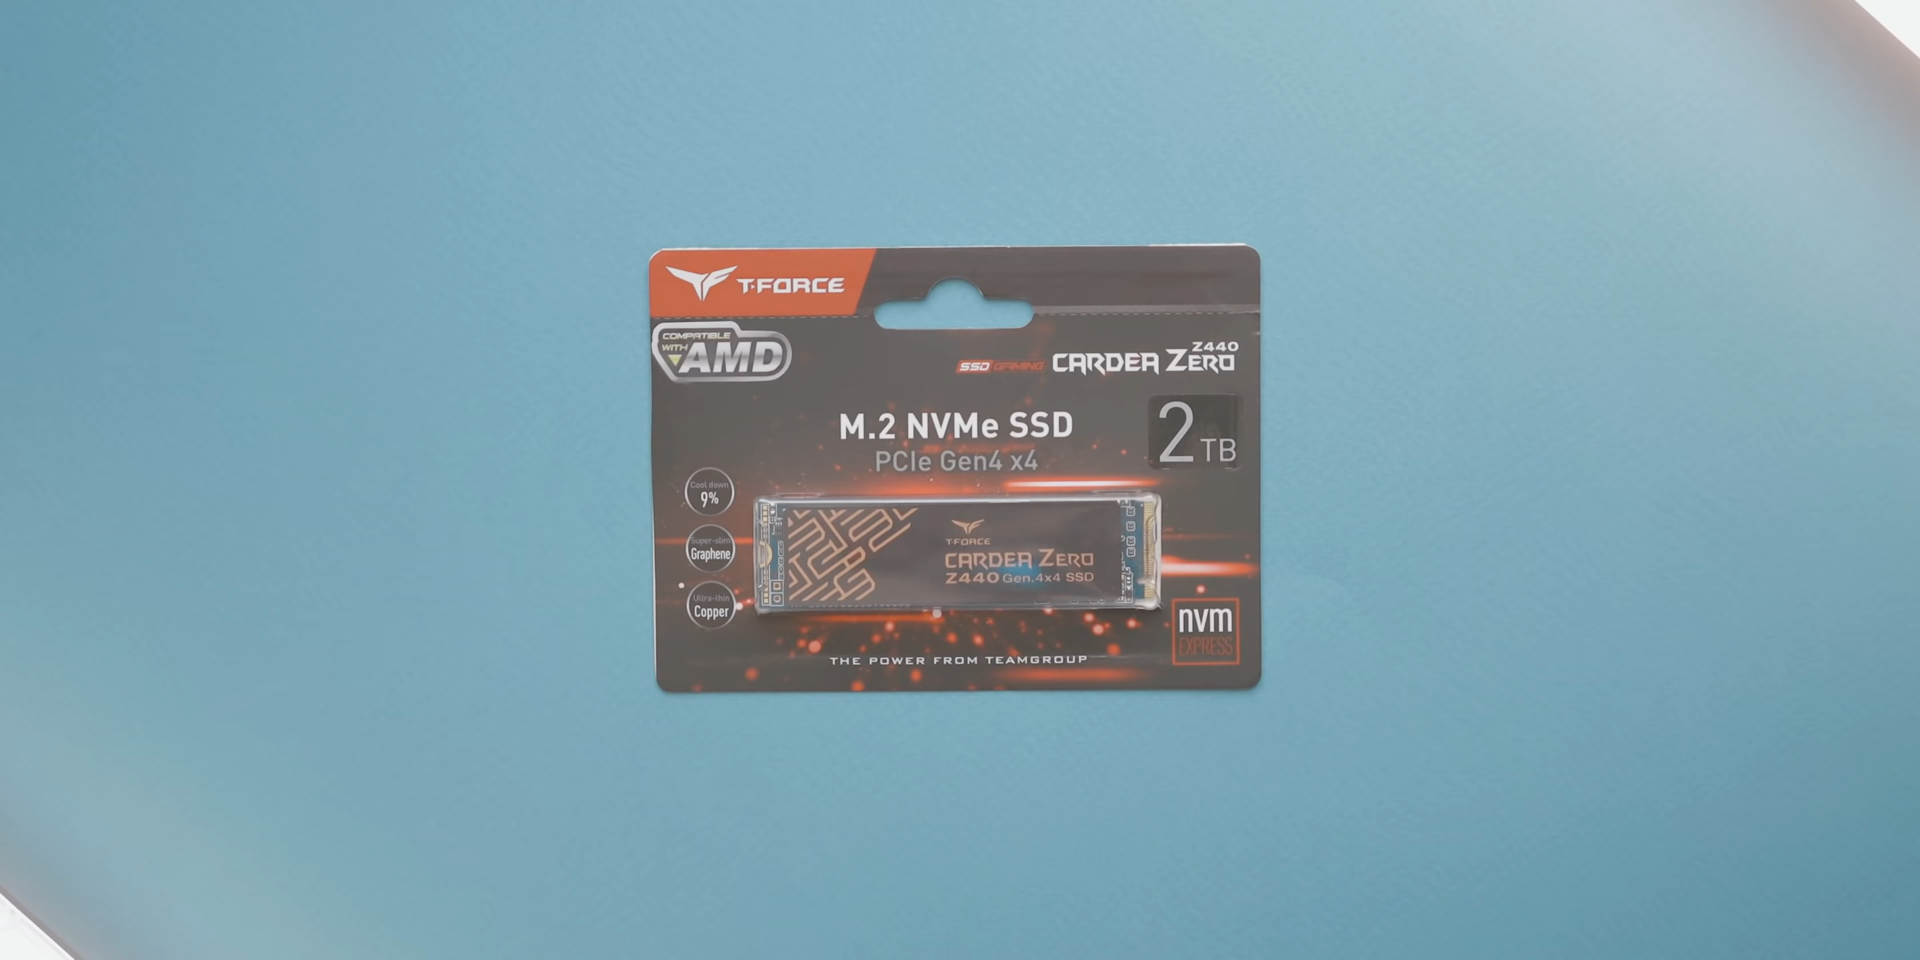 T·FORCE
COMPATIBLE
WITH
AMD
Z440
SSD GAMING CARDEA ZERO
M.2 NVMe SSD
2TB
PCIe Gen4 x4
Cool down
9%
Super-slim
Graphene
Ultra-thin
Copper
T·FORCE
CARDEA ZERO
Z440 Gen.4x4 SSD
nvm
EXPRESS
THE POWER FROM TEAMGROUP